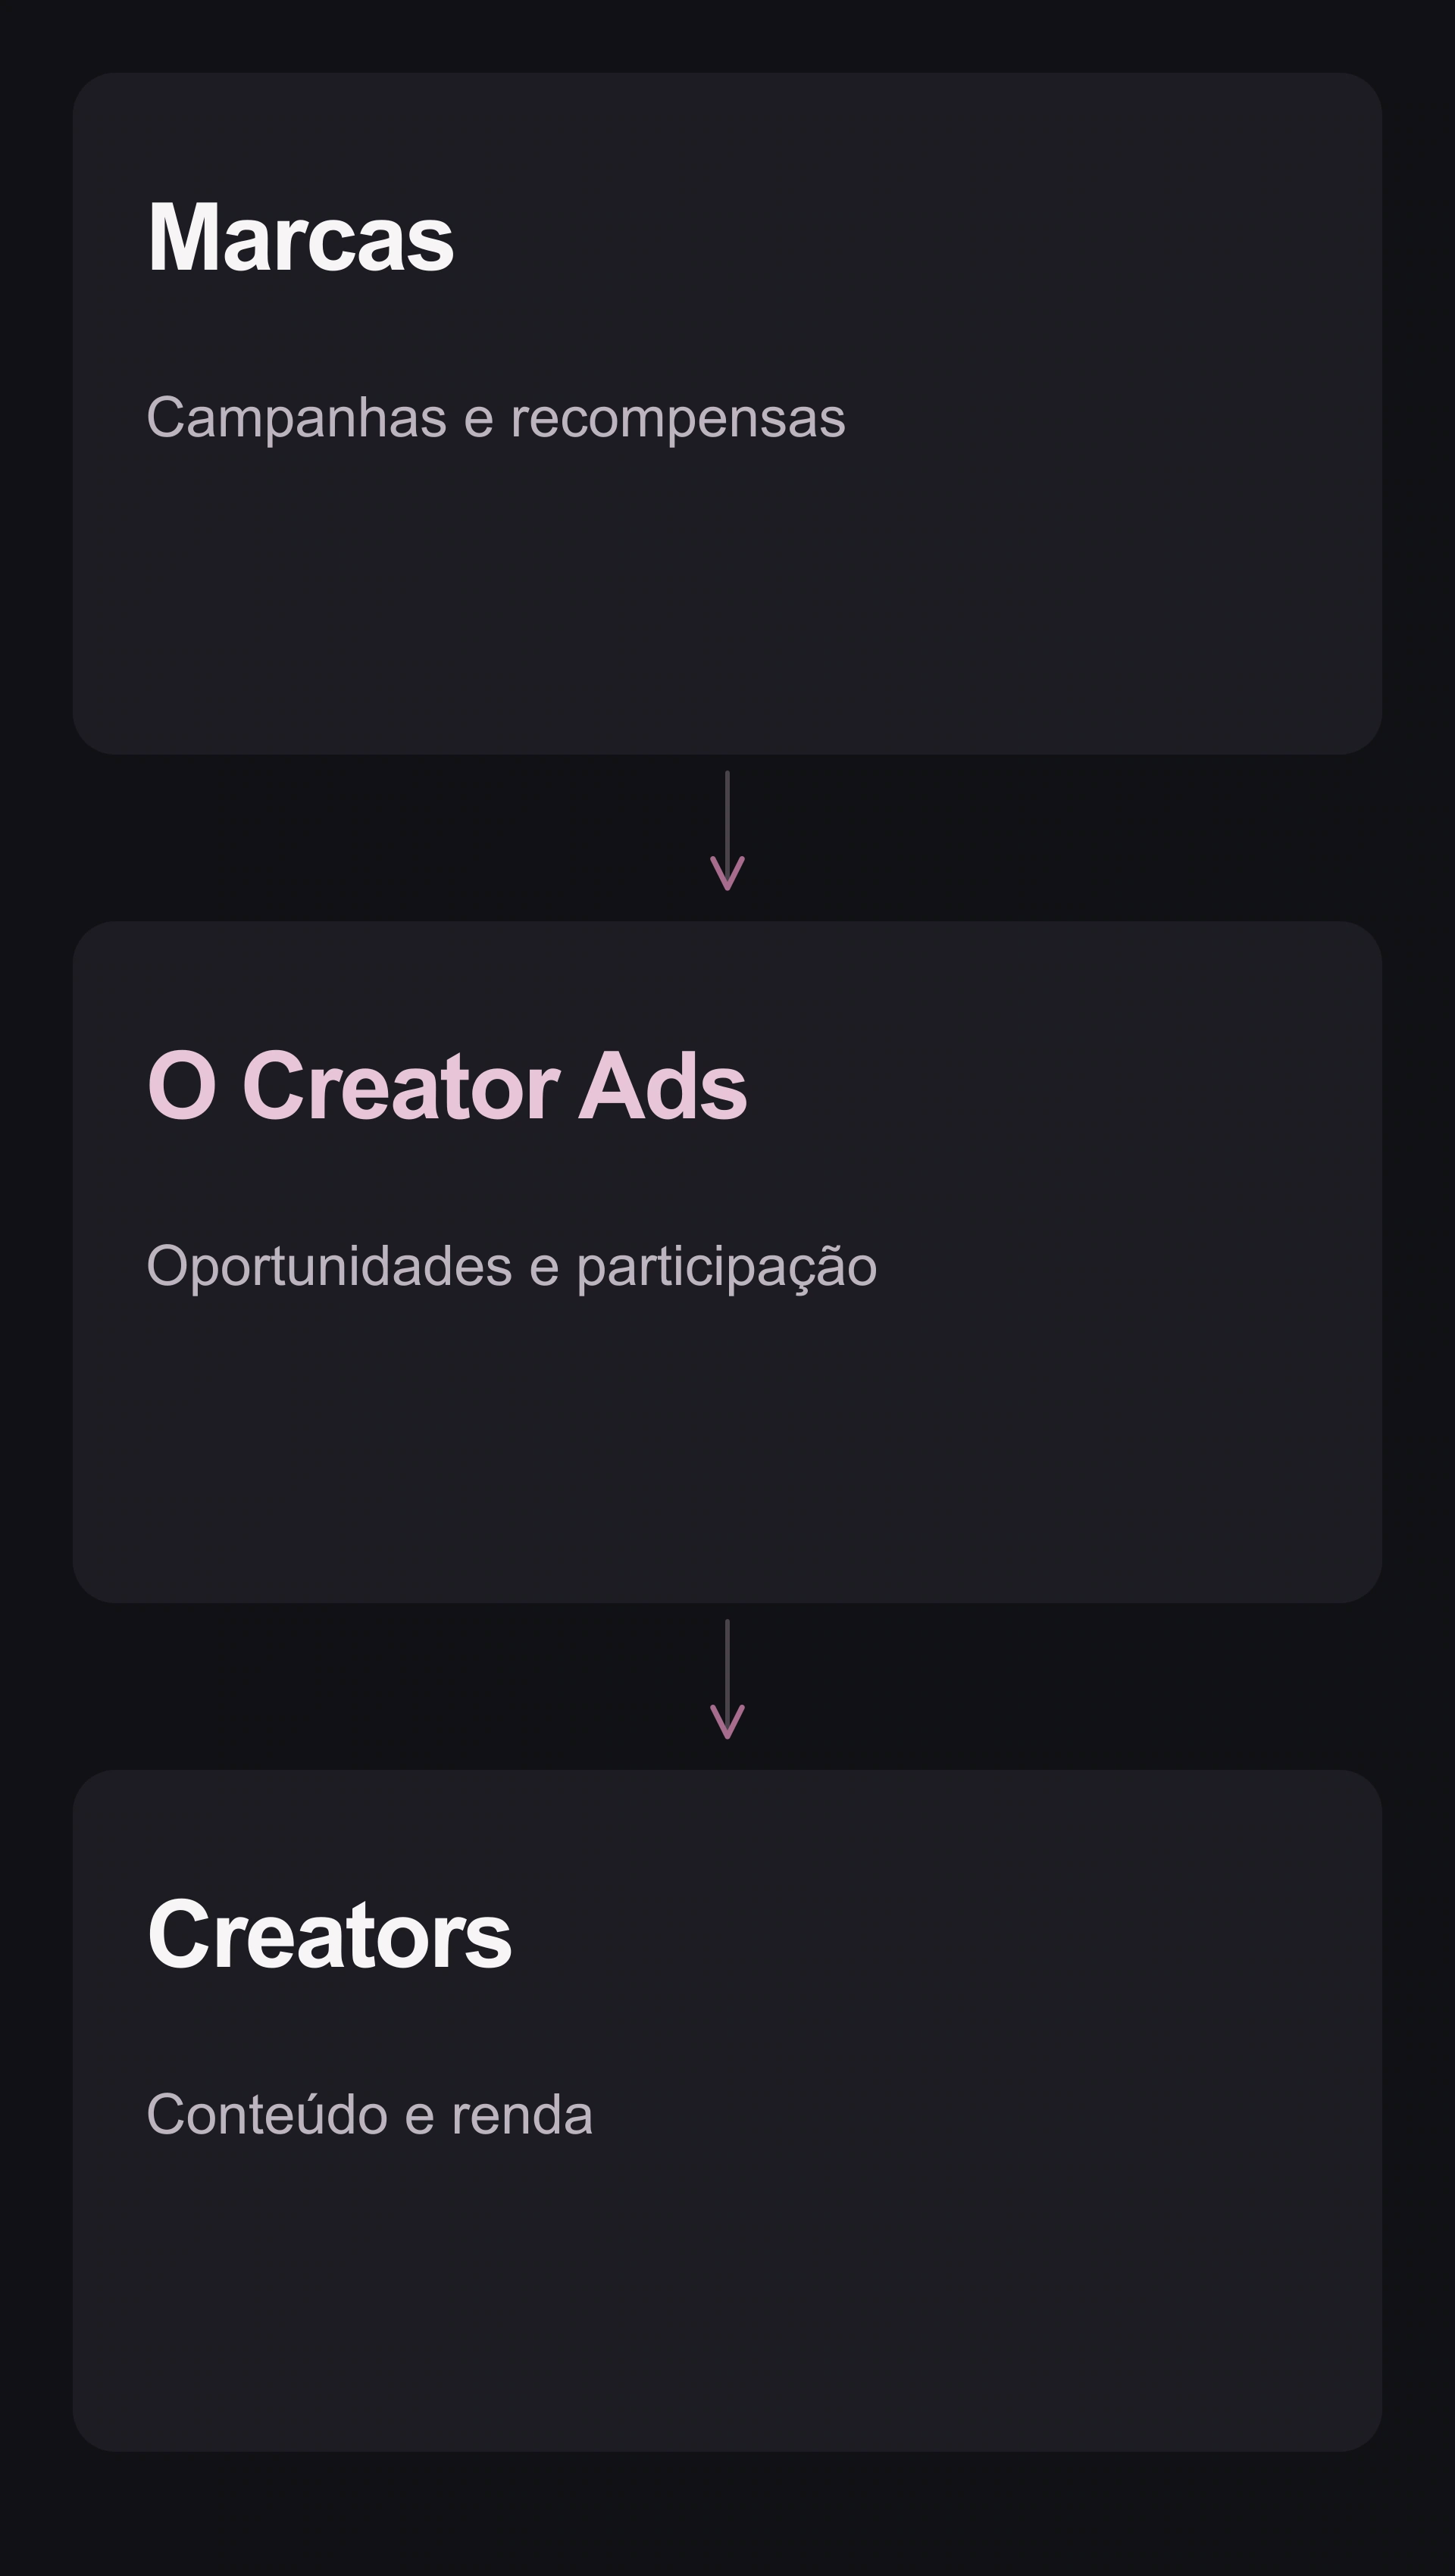 Marcas
Campanhas e recompensas
O Creator Ads
Oportunidades e participação
Creators
Conteúdo e renda